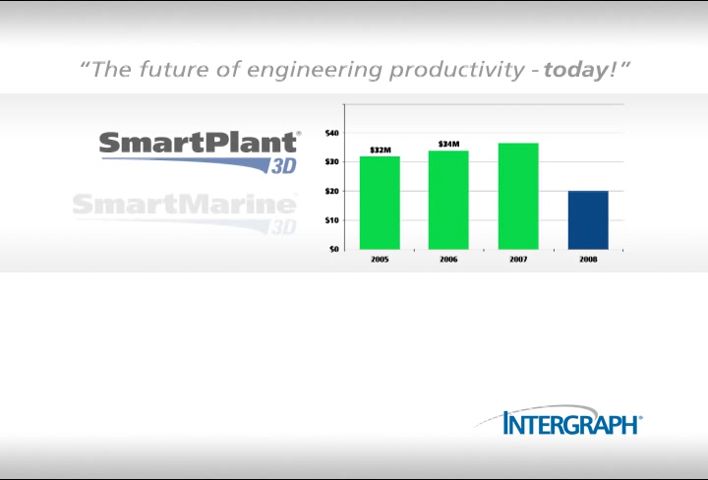 “The future of engineering productivity - today!”
SmartPlant®
3D
SmartMarine®
3D
$40
$30
$20
$10
$0
$32M
$34M
2005
2006
2007
2008
INTERGRAPH®